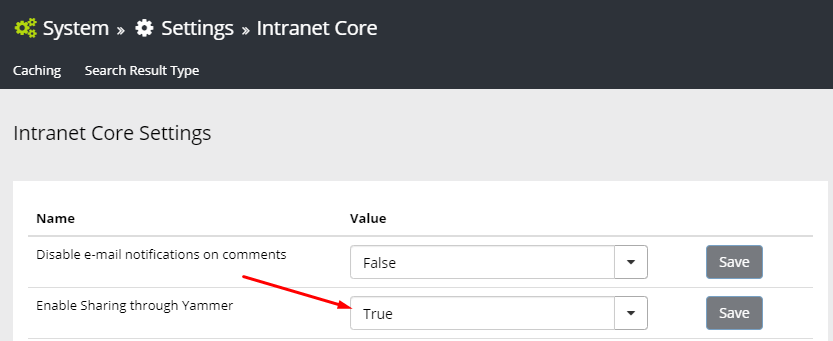 System » Settings » Intranet Core
Caching Search Result Type
Intranet Core Settings
Name Value
Disable e-mail notifications on comments False Save
Enable Sharing through Yammer True Save